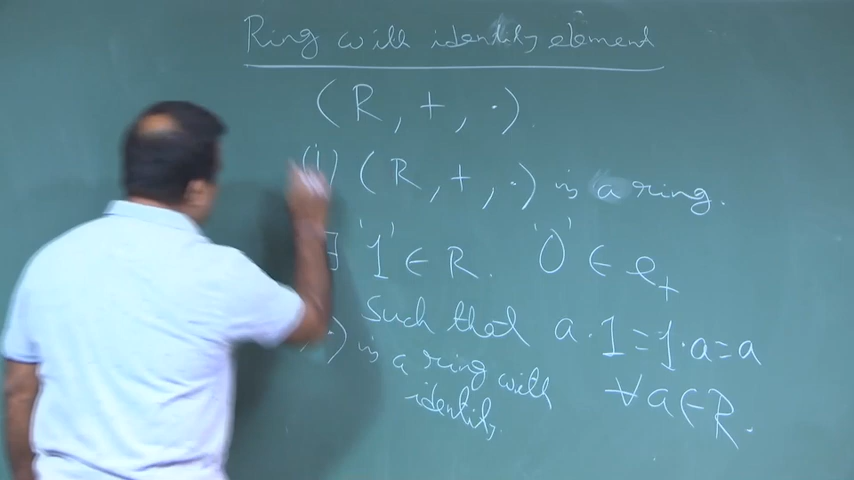 Ring with identity element
(R, +, ·).
(i) (R, +, ·) is a ring.
∃ '1' ∈ R. '0' ∈ e₊
Such that a · 1 = 1 · a = a
∀ a ∈ R.
·) is a ring with
identity.